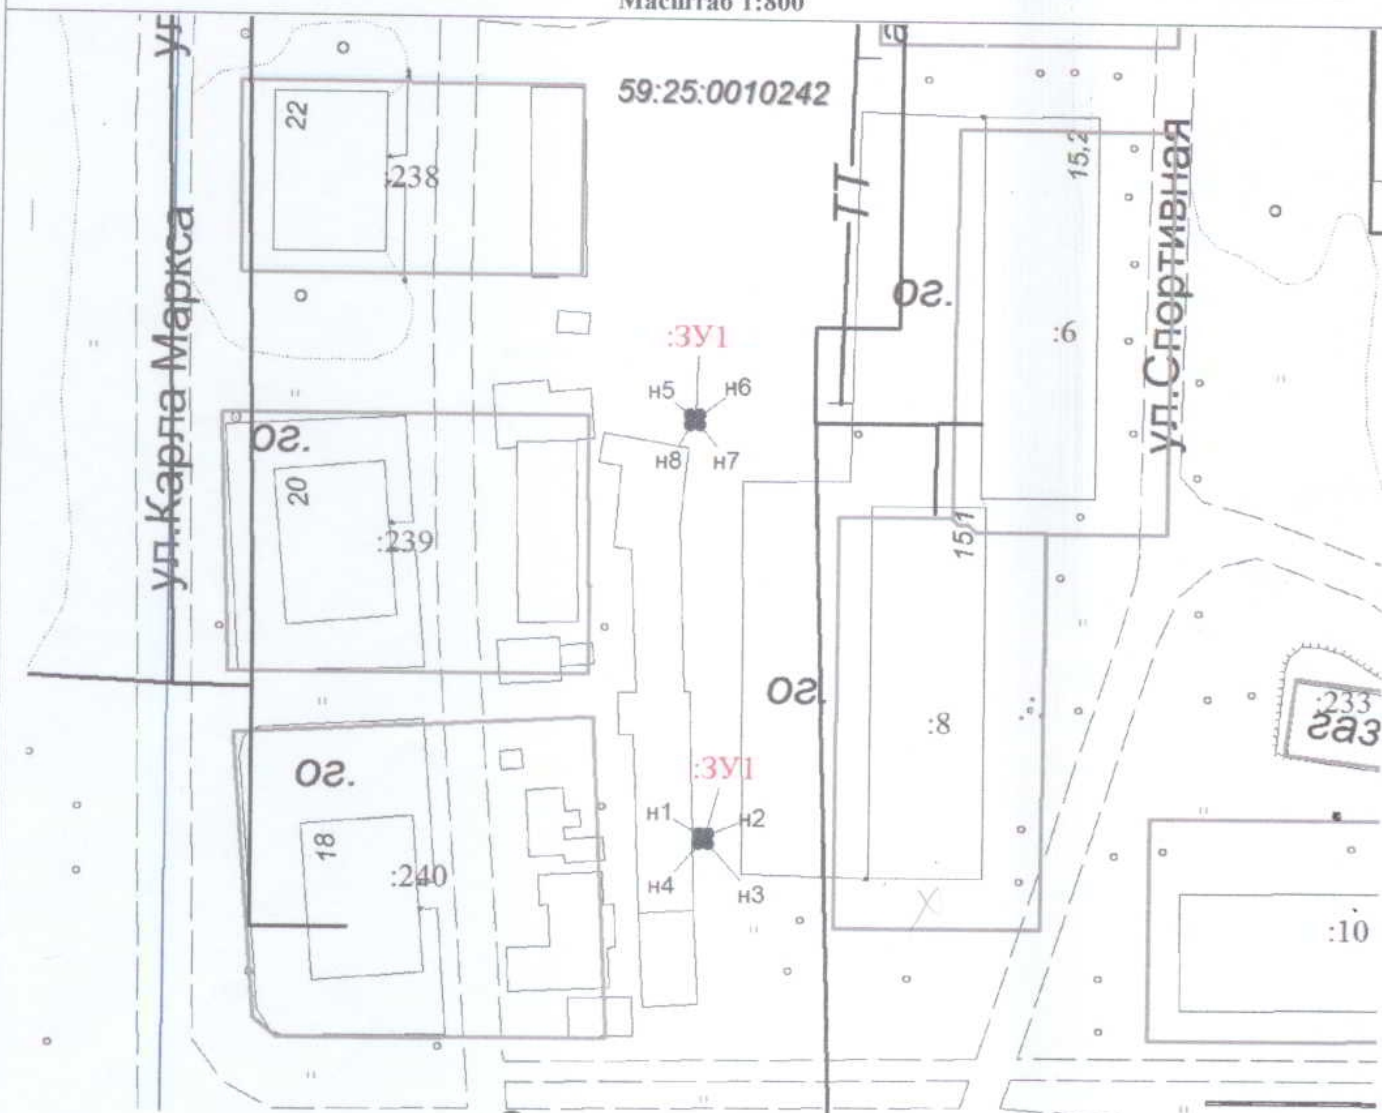 Масштаб 1:800
ул
59:25:0010242
22
:238
ТТ
15,2
ул.Спортивная
ул.Карла Маркса
ог.
:ЗУ1
:6
н5
н6
ог.
н8
н7
20
:239
15,1
ог.
:8
:233
газ
ог.
:ЗУ1
н1
н2
18
:240
н4
н3
:10